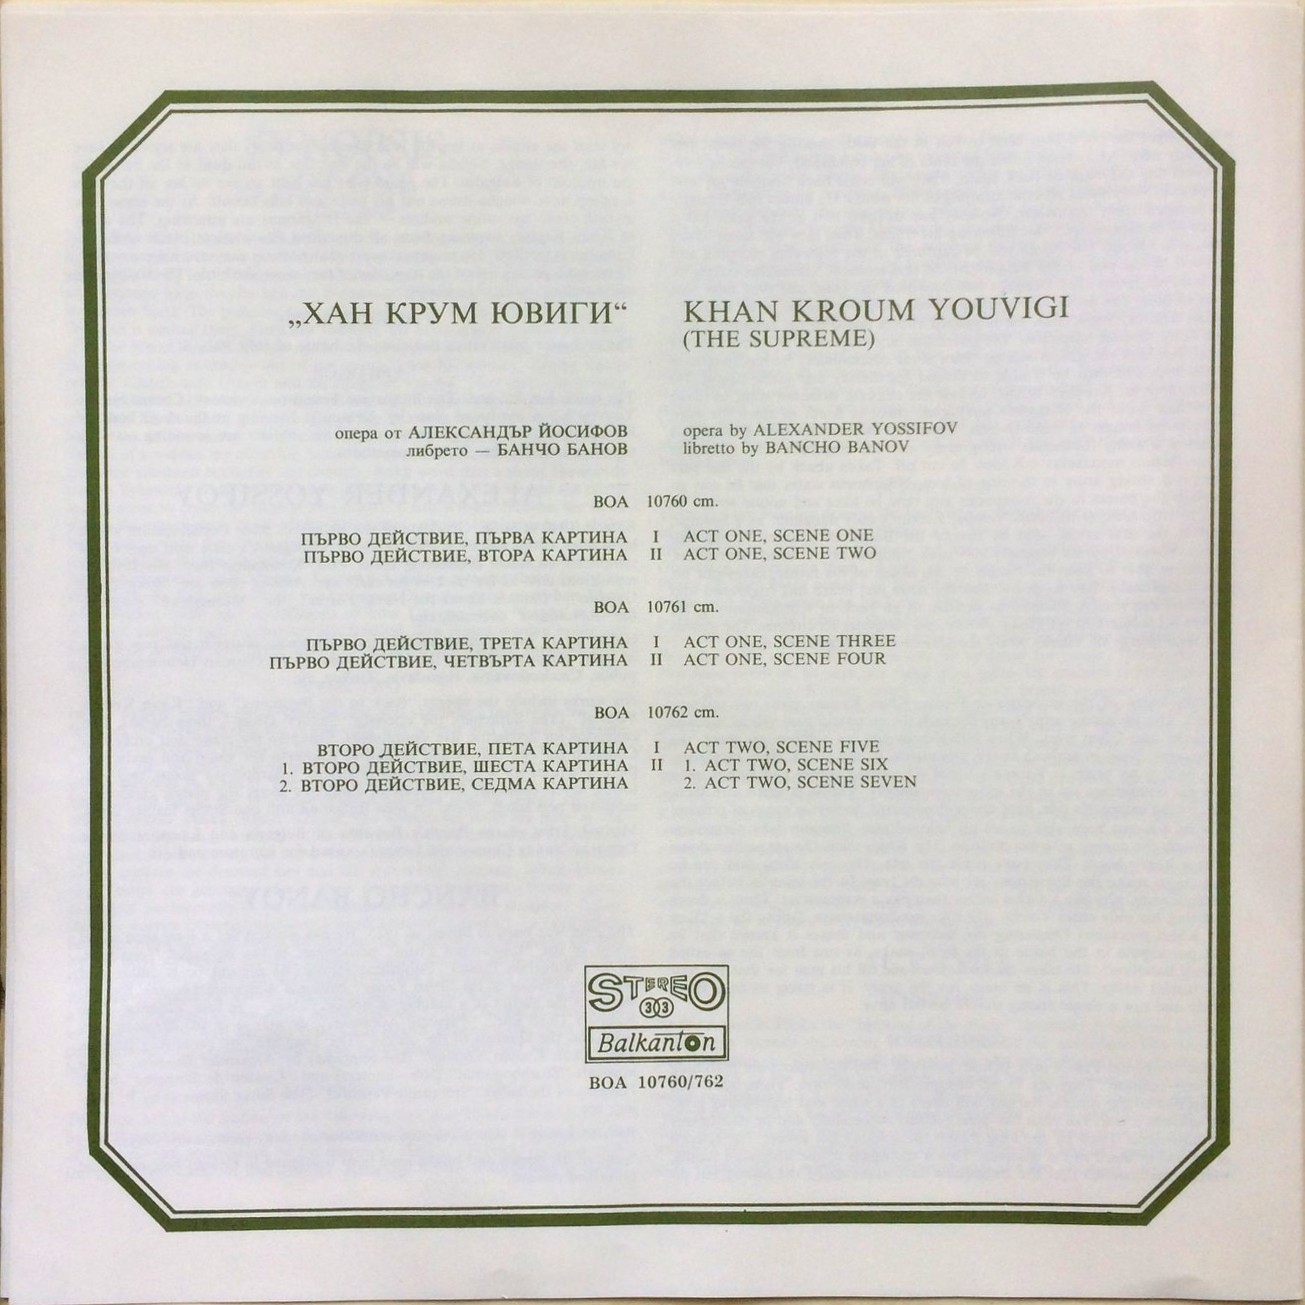 „ХАН КРУМ ЮВИГИ“ KHAN KROUM YOUVIGI
(THE SUPREME)
опера от АЛЕКСАНДЪР ЙОСИФОВ opera by ALEXANDER YOSSIFOV
либрето — БАНЧО БАНОВ libretto by BANCHO BANOV
ВОА 10760 cm.
ПЪРВО ДЕЙСТВИЕ, ПЪРВА КАРТИНА I ACT ONE, SCENE ONE
ПЪРВО ДЕЙСТВИЕ, ВТОРА КАРТИНА II ACT ONE, SCENE TWO
ВОА 10761 cm.
ПЪРВО ДЕЙСТВИЕ, ТРЕТА КАРТИНА I ACT ONE, SCENE THREE
ПЪРВО ДЕЙСТВИЕ, ЧЕТВЪРТА КАРТИНА II ACT ONE, SCENE FOUR
ВОА 10762 cm.
ВТОРО ДЕЙСТВИЕ, ПЕТА КАРТИНА I ACT TWO, SCENE FIVE
1. ВТОРО ДЕЙСТВИЕ, ШЕСТА КАРТИНА II 1. ACT TWO, SCENE SIX
2. ВТОРО ДЕЙСТВИЕ, СЕДМА КАРТИНА 2. ACT TWO, SCENE SEVEN
STEREO
33
Balkanton
ВОА 10760/762